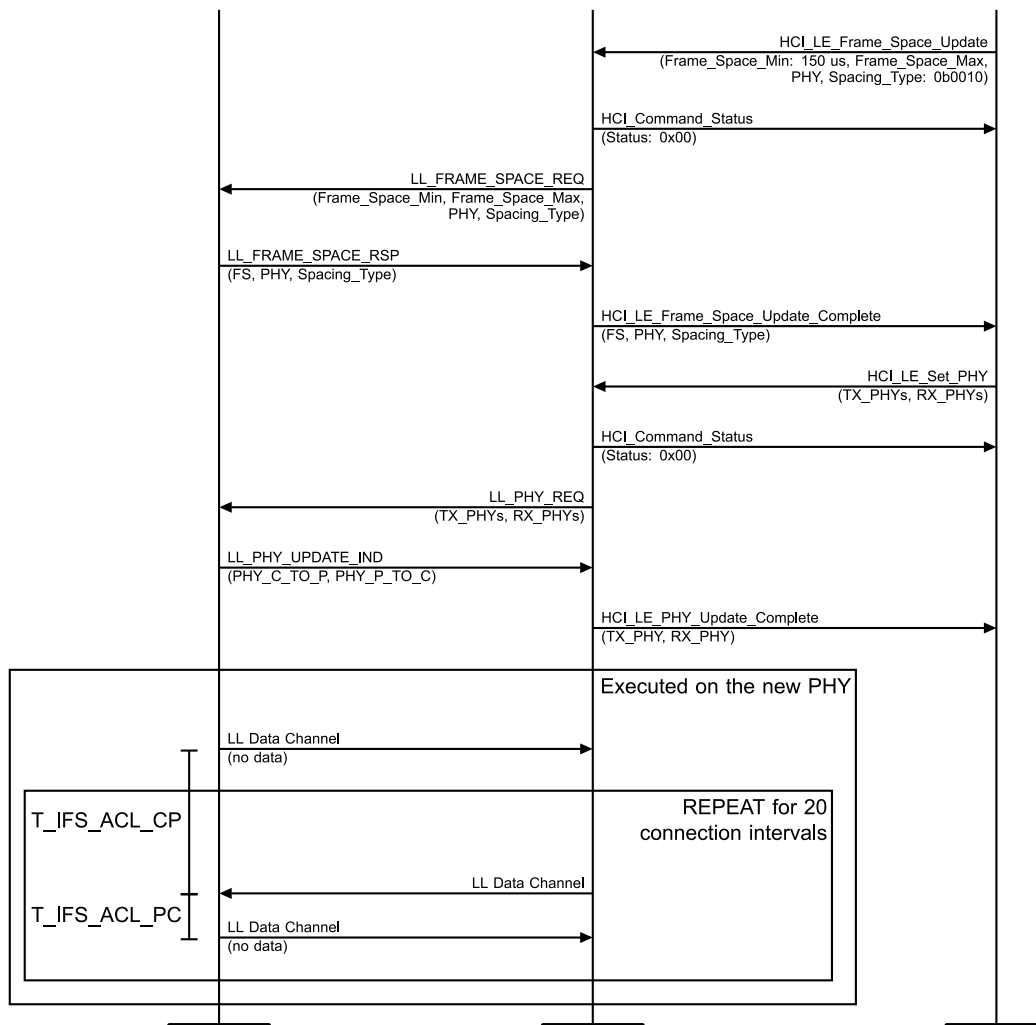 HCI_LE_Frame_Space_Update
(Frame_Space_Min: 150 us, Frame_Space_Max,
PHY, Spacing_Type: 0b0010)
HCI_Command_Status
(Status: 0x00)
LL_FRAME_SPACE_REQ
(Frame_Space_Min, Frame_Space_Max,
PHY, Spacing_Type)
LL_FRAME_SPACE_RSP
(FS, PHY, Spacing_Type)
HCI_LE_Frame_Space_Update_Complete
(FS, PHY, Spacing_Type)
HCI_LE_Set_PHY
(TX_PHYs, RX_PHYs)
HCI_Command_Status
(Status: 0x00)
LL_PHY_REQ
(TX_PHYs, RX_PHYs)
LL_PHY_UPDATE_IND
(PHY_C_TO_P, PHY_P_TO_C)
HCI_LE_PHY_Update_Complete
(TX_PHY, RX_PHY)
Executed on the new PHY
LL Data Channel
(no data)
REPEAT for 20
connection intervals
T_IFS_ACL_CP
LL Data Channel
T_IFS_ACL_PC
LL Data Channel
(no data)